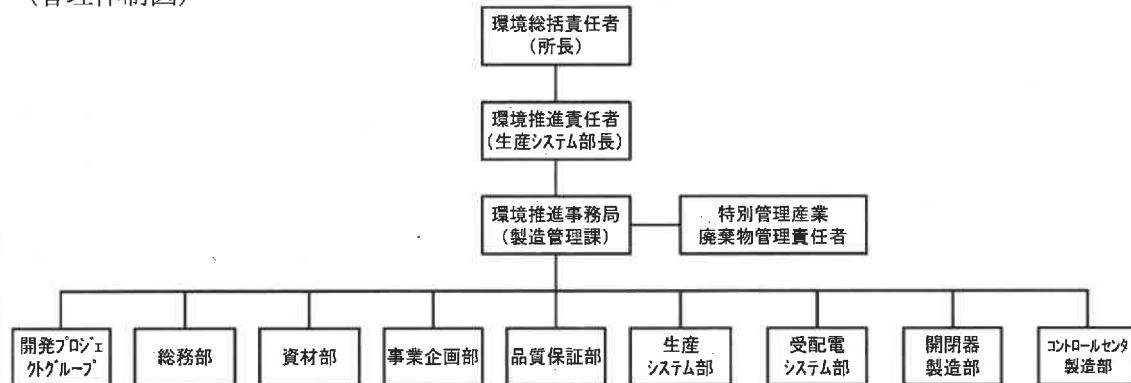 (管理体制図)
環境総括責任者
(所長)
環境推進責任者
(生産システム部長)
環境推進事務局
(製造管理課)
特別管理産業
廃棄物管理責任者
開発プロジェ
クトグループ
総務部
資材部
事業企画部
品質保証部
生産
システム部
受配電
システム部
開閉器
製造部
コントロールセンタ
製造部